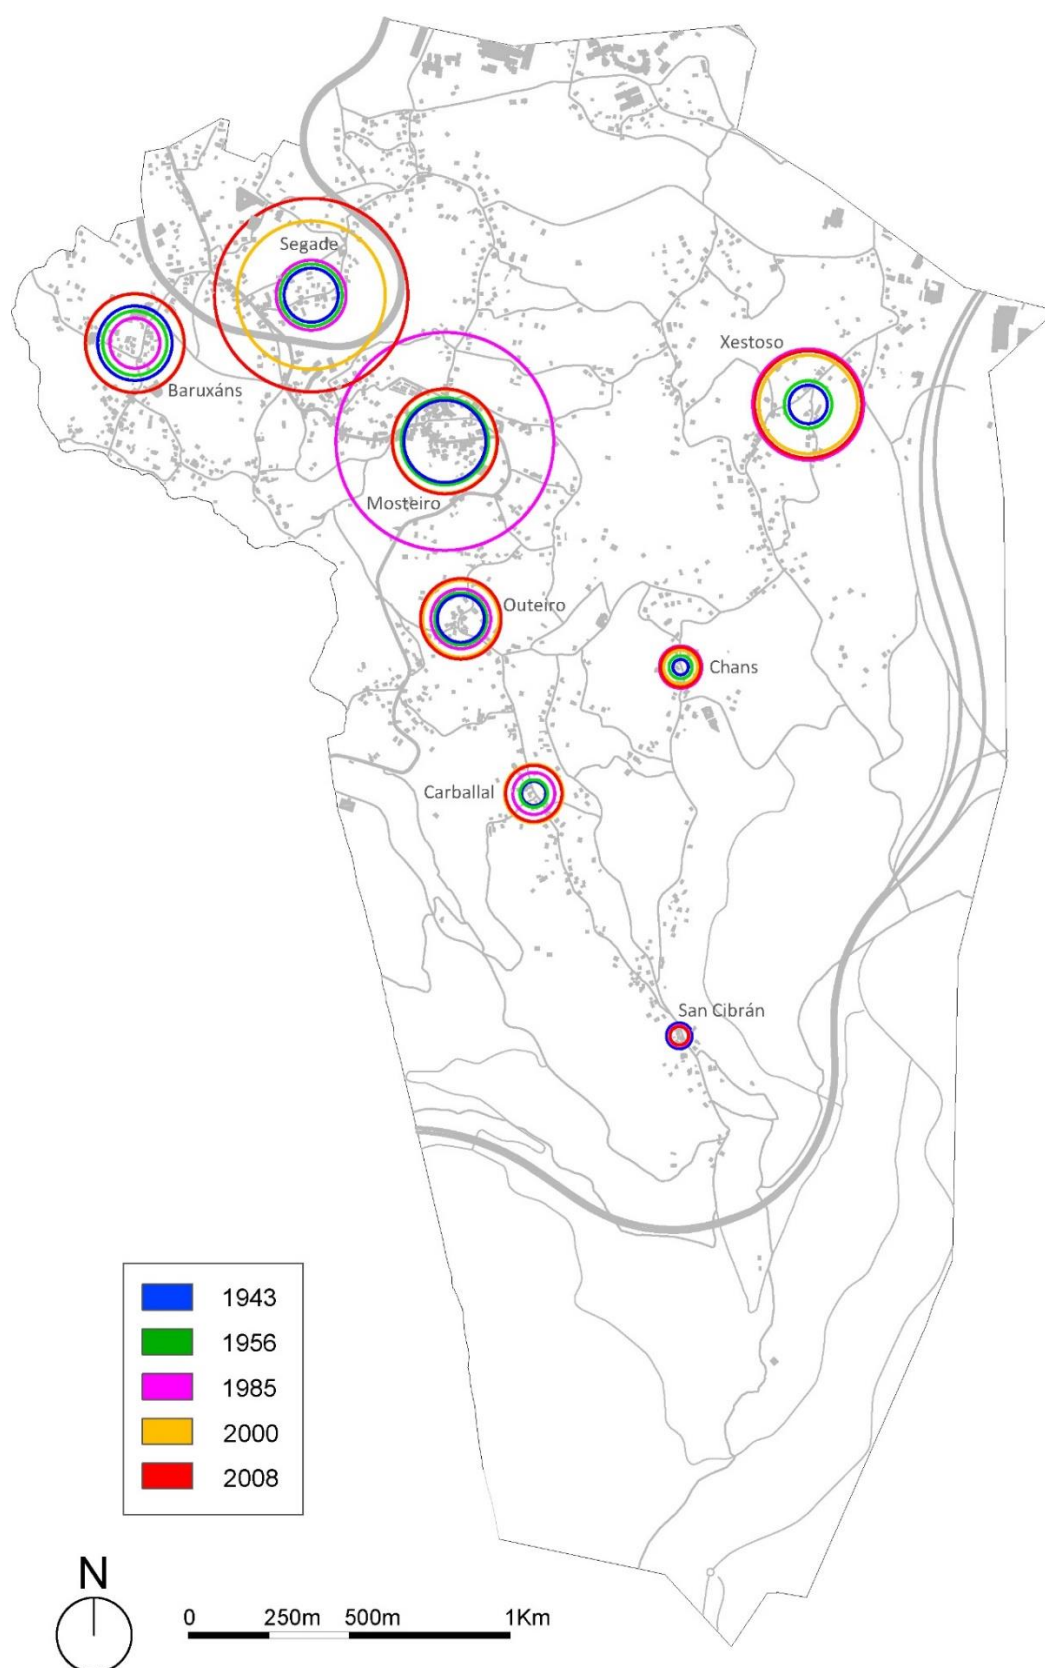 Segade
Xestoso
Baruxáns
Mosteiro
Outeiro
Chans
Carballal
San Cibrán
1943
1956
1985
2000
2008
N
0 250m 500m 1Km